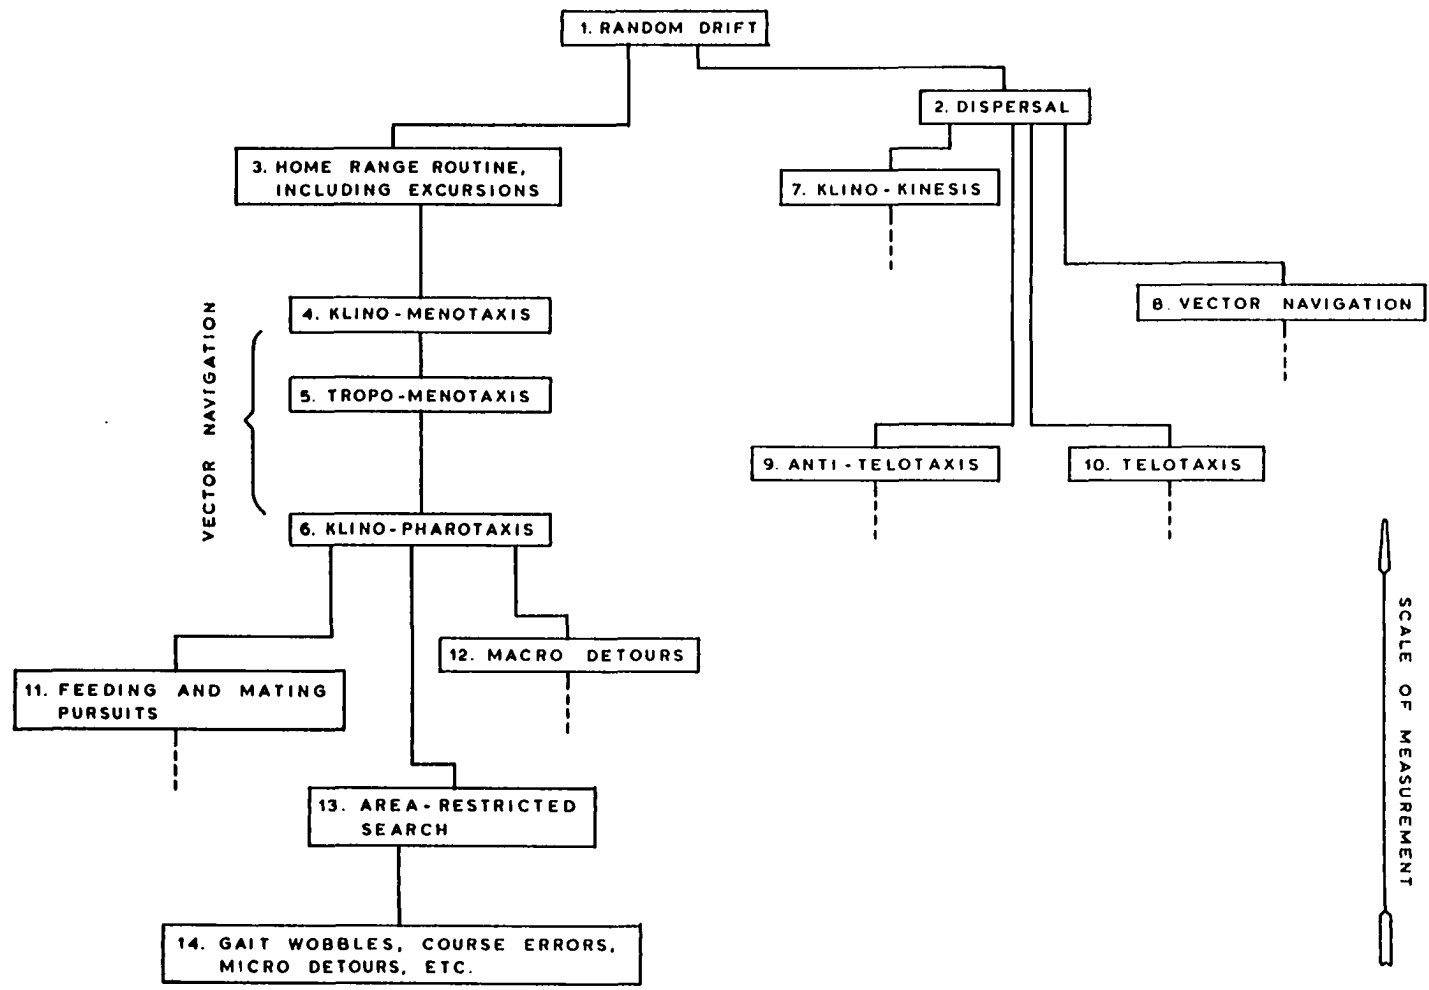 1. RANDOM DRIFT
2. DISPERSAL
3. HOME RANGE ROUTINE,
INCLUDING EXCURSIONS
7. KLINO-KINESIS
4. KLINO-MENOTAXIS
8. VECTOR NAVIGATION
VECTOR NAVIGATION
5. TROPO-MENOTAXIS
9. ANTI-TELOTAXIS
10. TELOTAXIS
6. KLINO-PHAROTAXIS
SCALE OF MEASUREMENT
12. MACRO DETOURS
11. FEEDING AND MATING
PURSUITS
13. AREA-RESTRICTED
SEARCH
14. GAIT WOBBLES, COURSE ERRORS,
MICRO DETOURS, ETC.